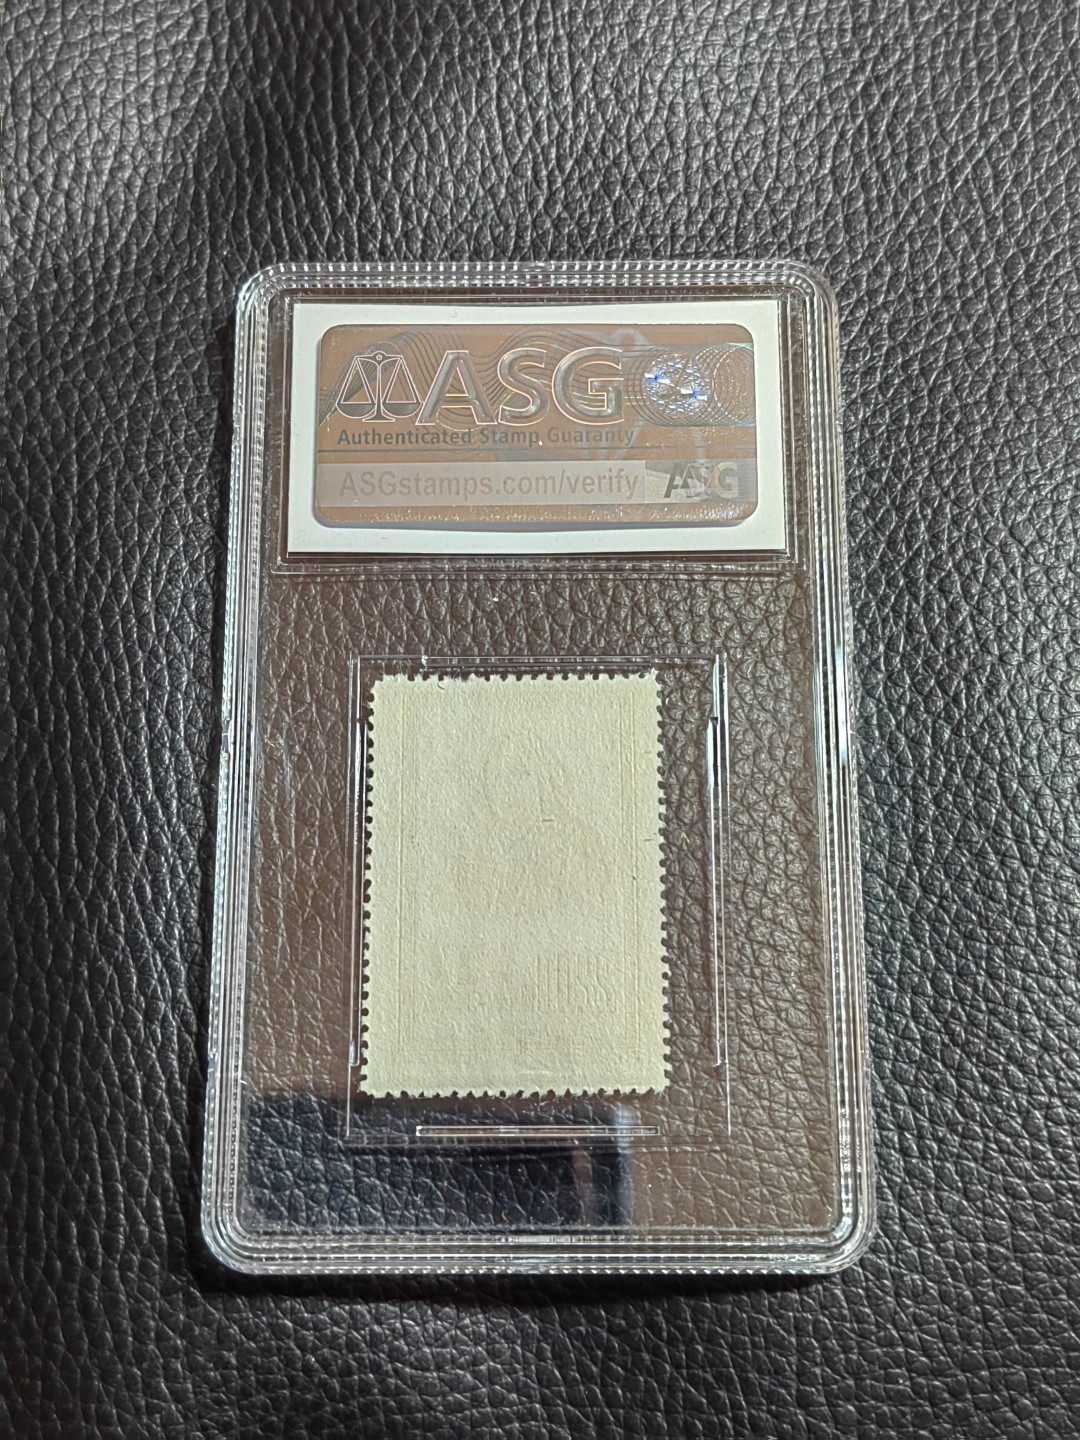 ASG
Authenticated Stamp Guaranty
ASGstamps.com/verify ASG